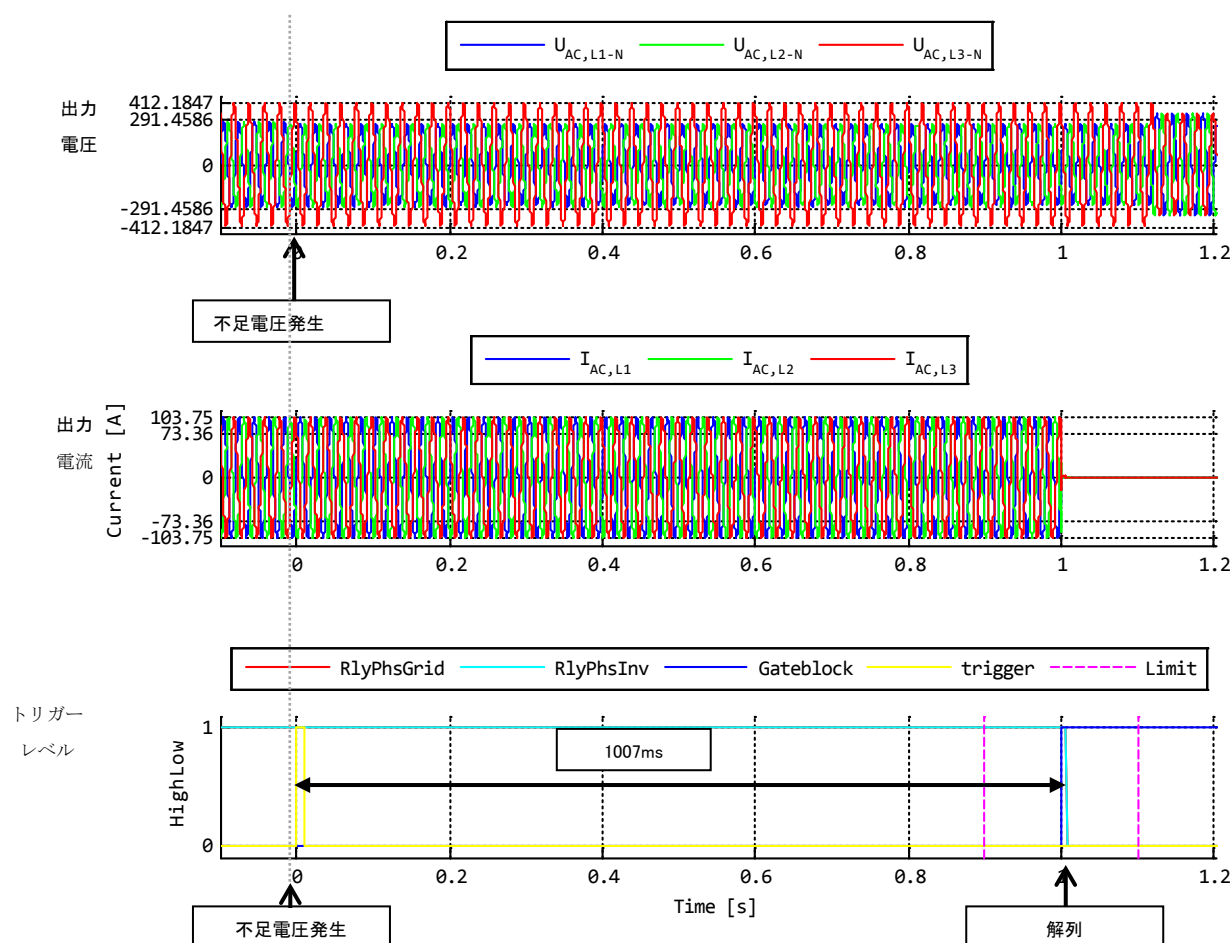 U_AC,L1-N U_AC,L2-N U_AC,L3-N
出力
電圧
412.1847
291.4586
0
-291.4586
-412.1847
0 0.2 0.4 0.6 0.8 1 1.2
不足電圧発生
I_AC,L1 I_AC,L2 I_AC,L3
出力
電流
Current [A]
103.75
73.36
0
-73.36
-103.75
0 0.2 0.4 0.6 0.8 1 1.2
RlyPhsGrid RlyPhsInv Gateblock trigger Limit
トリガー
レベル
HighLow
1
0
1007ms
0 0.2 0.4 0.6 0.8 1 1.2
Time [s]
不足電圧発生
解列